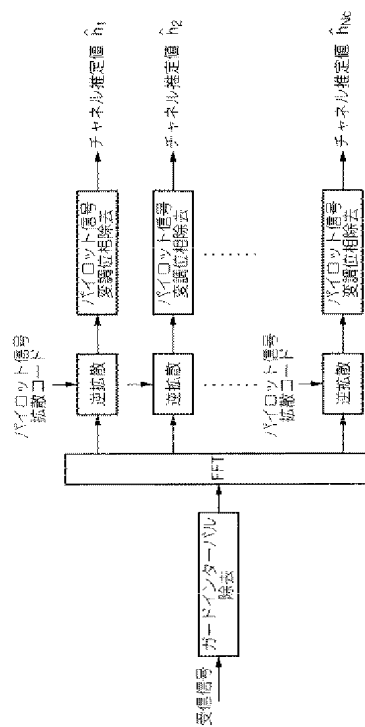 受信信号
ガードインターバル
除去
FFT
パイロット信号
拡散コード
逆拡散
パイロット信号
変調位相除去
チャネル推定値 ĥ1
逆拡散
パイロット信号
変調位相除去
チャネル推定値 ĥ2
パイロット信号
拡散コード
逆拡散
パイロット信号
変調位相除去
チャネル推定値 ĥNc